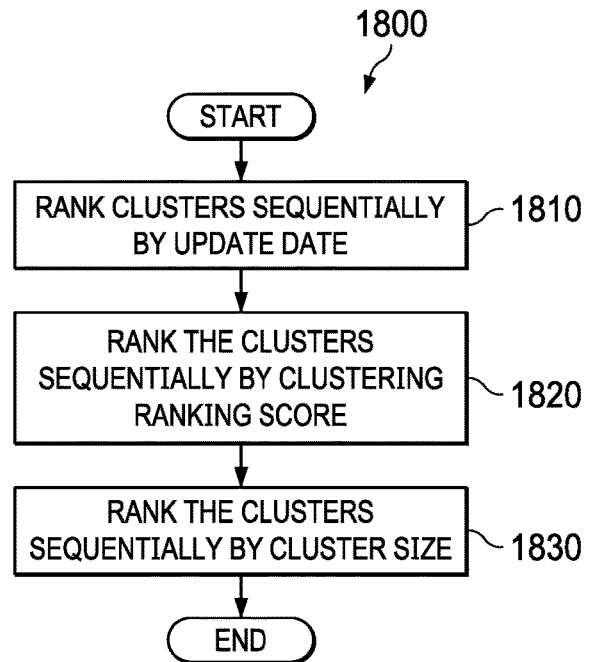 1800
START
RANK CLUSTERS SEQUENTIALLY
BY UPDATE DATE
1810
RANK THE CLUSTERS
SEQUENTIALLY BY CLUSTERING
RANKING SCORE
1820
RANK THE CLUSTERS
SEQUENTIALLY BY CLUSTER SIZE
1830
END